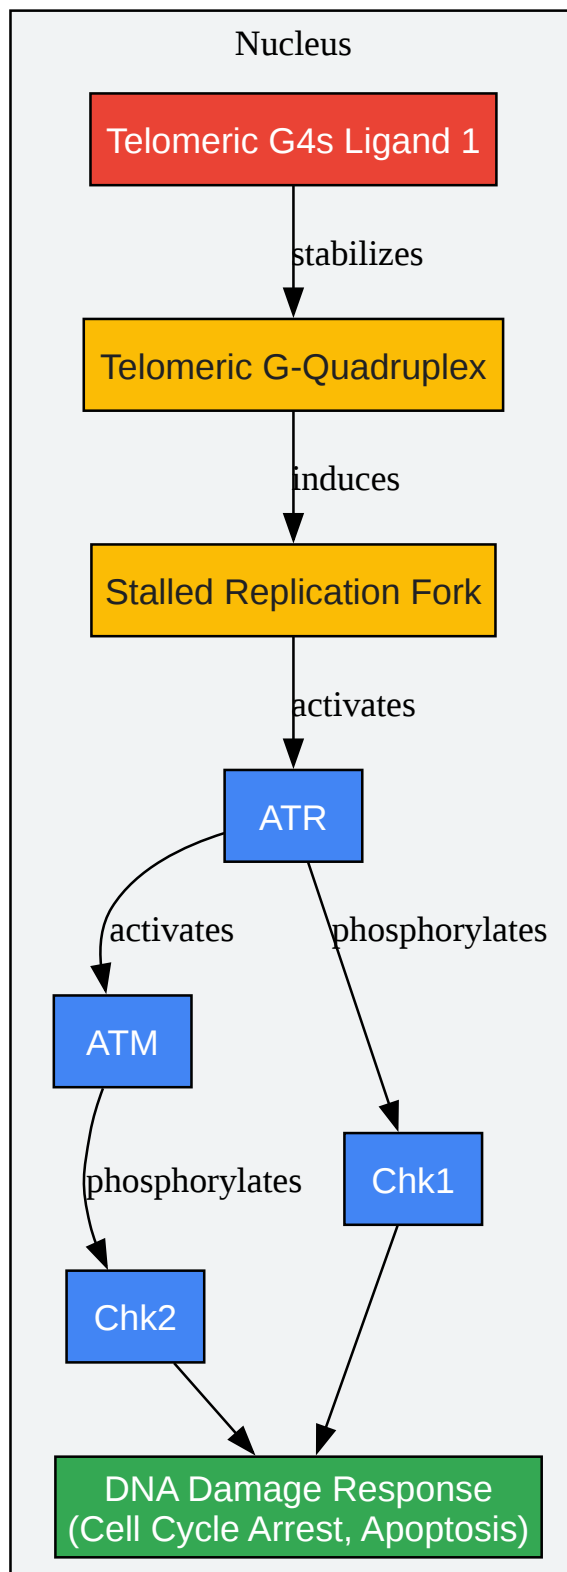 Nucleus
Telomeric G4s Ligand 1
stabilizes
Telomeric G-Quadruplex
induces
Stalled Replication Fork
activates
ATR
activates
phosphorylates
ATM
Chk1
phosphorylates
Chk2
DNA Damage Response
(Cell Cycle Arrest, Apoptosis)